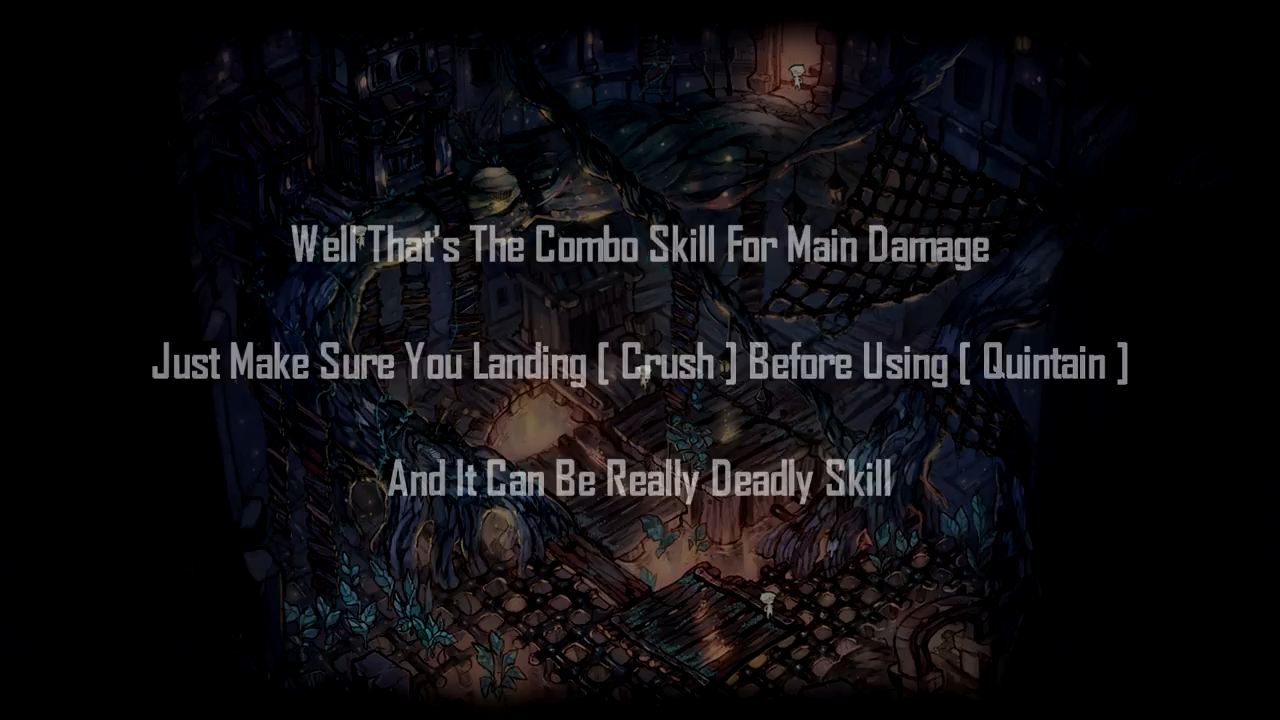 Well That's The Combo Skill For Main Damage
Just Make Sure You Landing [ Crush ] Before Using [ Quintain ]
And It Can Be Really Deadly Skill